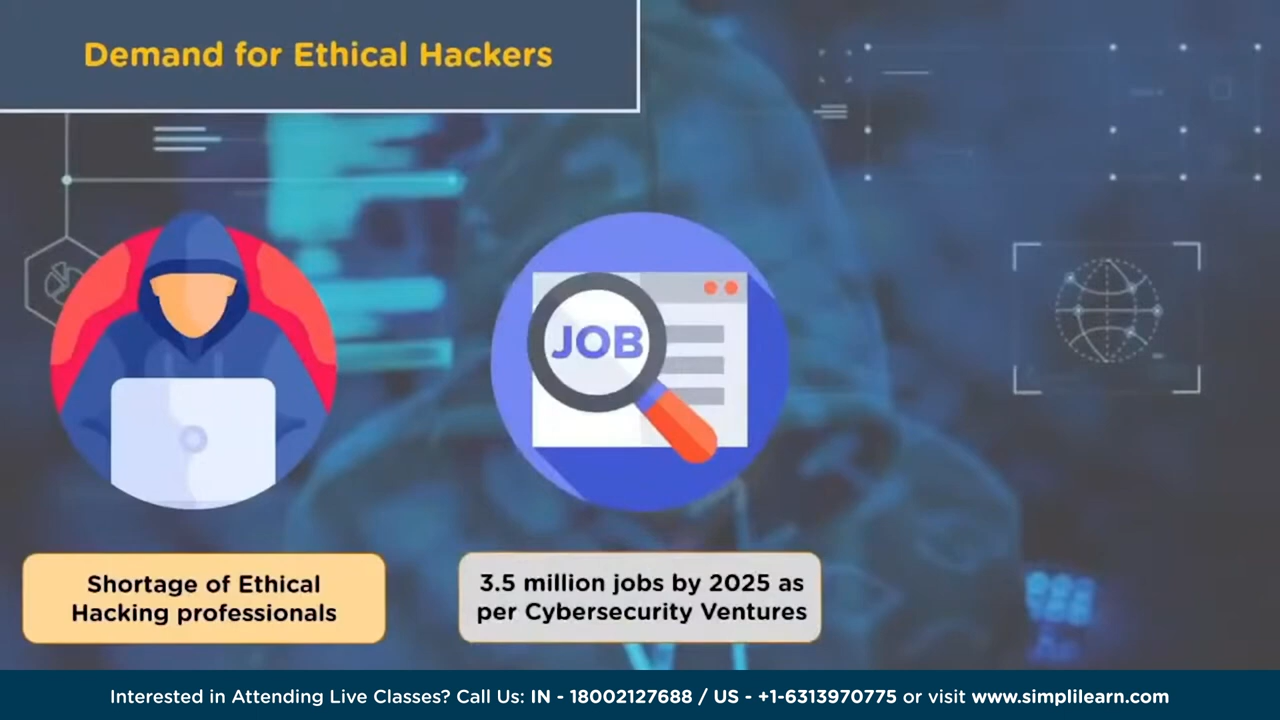 Demand for Ethical Hackers
JOB
Shortage of Ethical
Hacking professionals
3.5 million jobs by 2025 as
per Cybersecurity Ventures
Interested in Attending Live Classes? Call Us: IN - 18002127688 / US - +1-6313970775 or visit www.simplilearn.com